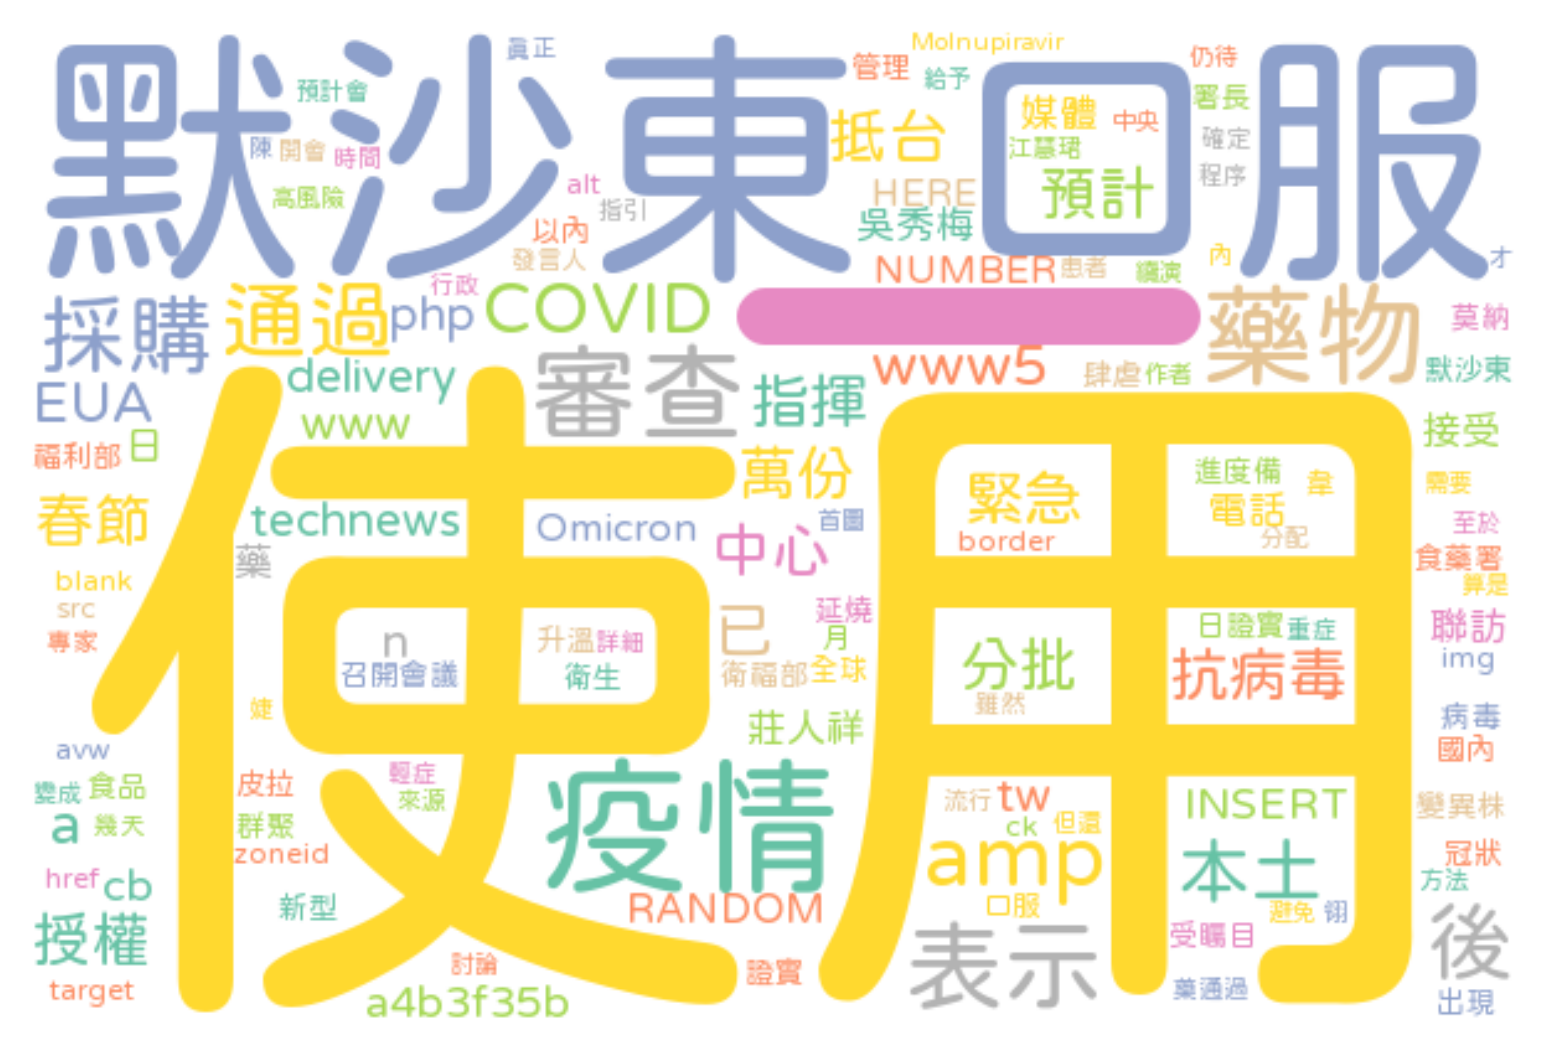 默沙東口服
使用
疫情
一
藥物
採購
通過
審查
表示
後
COVID
amp
本土
抗病毒
分批
緊急
預計
抵台
EUA
春節
授權
萬份
中心
指揮
已
www5
NUMBER
HERE
吳秀梅
php
delivery
www
technews
Omicron
莊人祥
RANDOM
INSERT
tw
a4b3f35b
cb
a
n
日
藥
媒體
電話
接受
聯訪
真正
Molnupiravir
管理
給予
仍待
署長
確定
程序
中央
江慧珺
預計會
陳
開會
時間
高風險
alt
指引
以內
發言人
行政
患者
內
才
莫納
默沙東
肆虐
作者
福利部
首圖
進度備
韋
分配
border
需要
至於
食藥署
算是
blank
src
專家
召開會議
升溫
詳細
衛生
延燒
月
衛福部
全球
日證實
重症
雖然
img
病毒
國內
婕
avw
變成
食品
幾天
皮拉
群聚
zoneid
輕症
來源
流行
ck
但還
變異株
冠狀
方法
href
新型
口服
避免
翎
受矚目
target
討論
證實
藥通過
出現